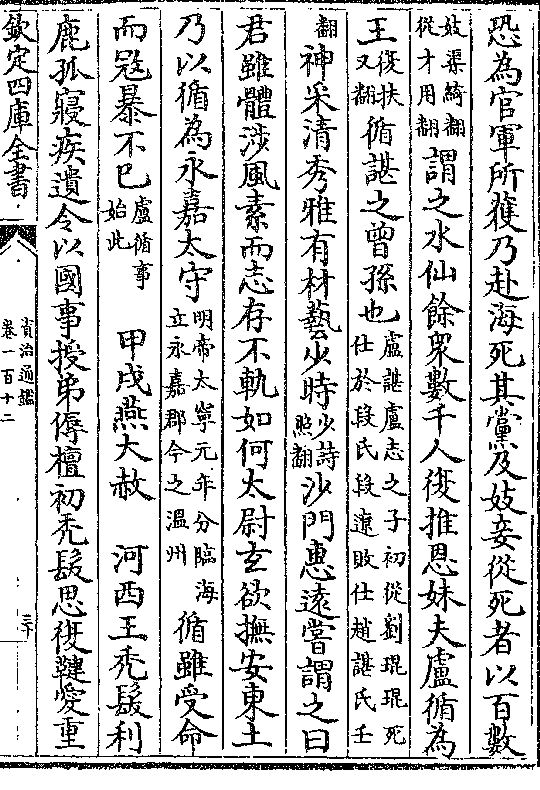 恐為官軍所獲乃赴海死其黨及妓妾從死者以百數
妓渠綺翻從才用翻謂之水仙餘衆數千人復推恩妹夫盧循為
王復扶又翻循諶之曾孫也盧諶盧志之子初從劉琨琨死仕於段氏段遼敗仕趙諶氏壬
翻神采清秀雅有材藝少時少詩照翻沙門惠遠嘗謂之曰
君雖體涉風素而志存不軌如何太尉玄欲撫安東土
乃以循為永嘉太守明帝太寧元年分臨海立永嘉郡今之溫州循雖受命
而寇暴不已盧循事始此 甲戌燕大赦 河西王秃髮利
鹿孤寢疾遺令以國事授弟傉檀初秃髮思復鞬愛重
欽定四庫全書
資治通鑑
卷一百十二
三十